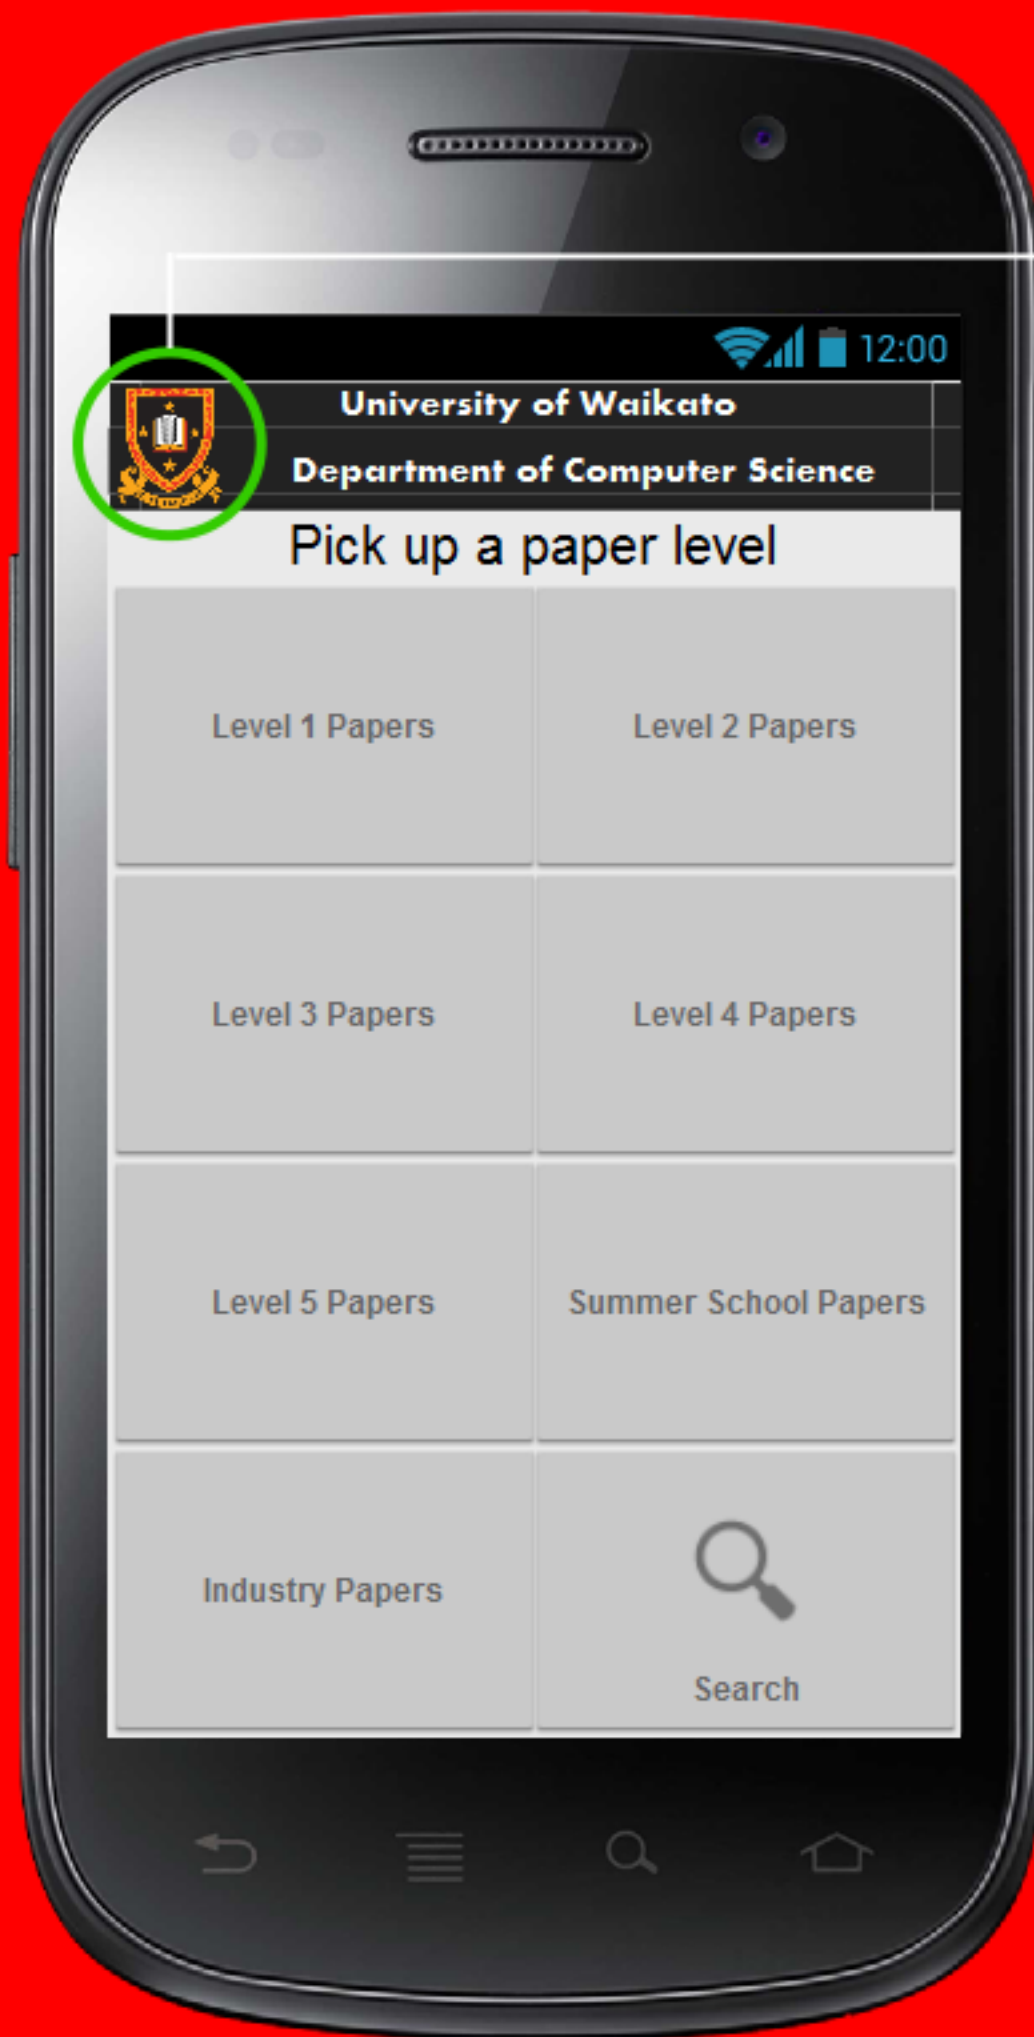 12:00
University of Waikato
Department of Computer Science
Pick up a paper level
Level 1 Papers
Level 2 Papers
Level 3 Papers
Level 4 Papers
Level 5 Papers
Summer School Papers
Industry Papers
Search